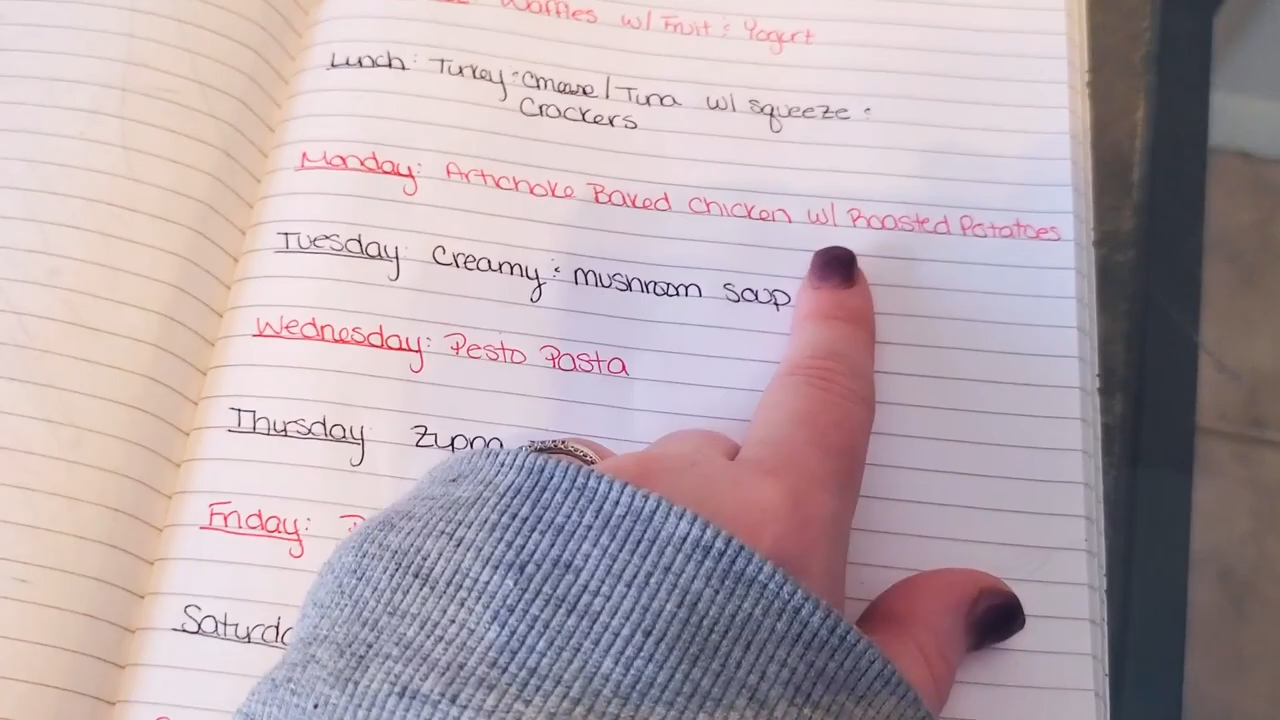 Waffles w/ Fruit & Yogurt
Lunch: Turkey & Cheese / Tuna w/ squeeze &
Crackers
Monday: Artichoke Baked Chicken w/ Roasted Potatoes
Tuesday: Creamy & mushroom soup
Wednesday: Pesto Pasta
Thursday Zuppa
Friday: